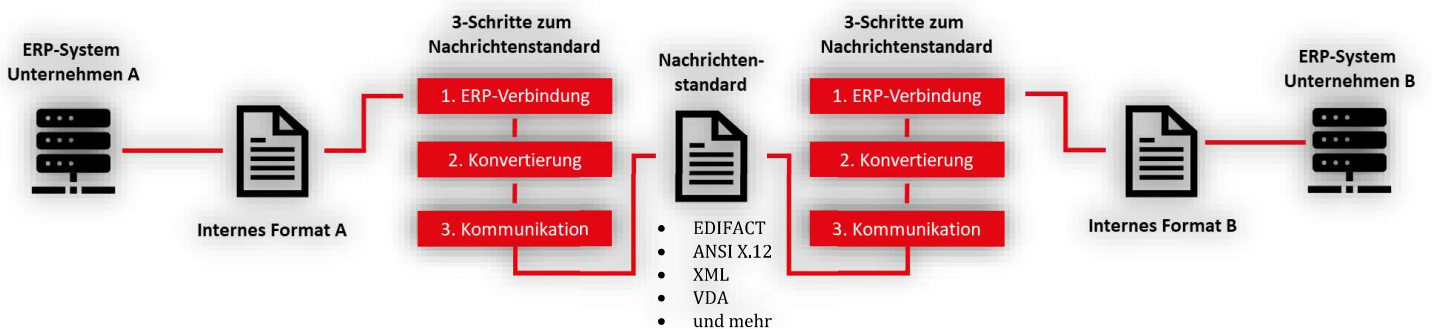 ERP-System
Unternehmen A
Internes Format A
3-Schritte zum
Nachrichtenstandard
1. ERP-Verbindung
2. Konvertierung
3. Kommunikation
Nachrichten-
standard
• EDIFACT
• ANSI X.12
• XML
• VDA
• und mehr
3-Schritte zum
Nachrichtenstandard
1. ERP-Verbindung
2. Konvertierung
3. Kommunikation
Internes Format B
ERP-System
Unternehmen B